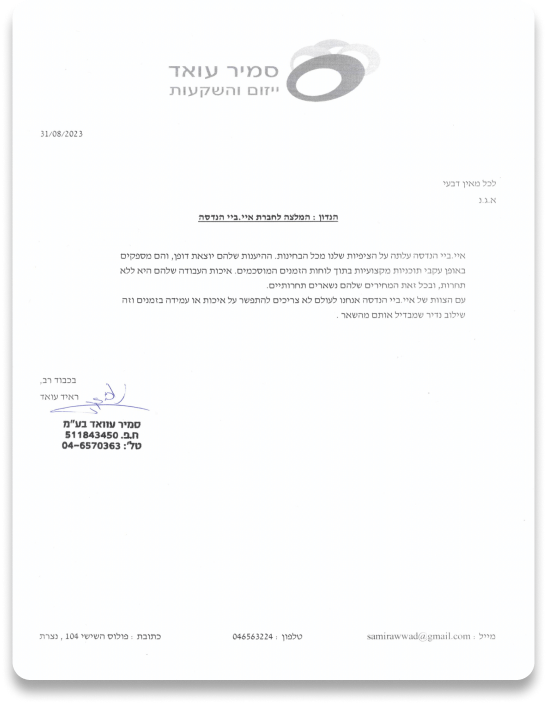 סמיר עואד
ייזום והשקעות
31/08/2023
לכל מאין דבעי
א.ג.נ
הנדון : המלצה לחברת איי.ביי הנדסה
איי.ביי הנדסה עלתה על הציפיות שלנו מכל הבחינות. ההיענות שלהם יוצאת דופן, והם מספקים
באופן עקבי תוכניות מקצועיות בתוך לוחות הזמנים המוסכמים. איכות העבודה שלהם היא ללא
תחרות, ובכל זאת המחירים שלהם נשארים תחרותיים.
עם הצוות של איי.ביי הנדסה אנחנו לעולם לא צריכים להתפשר על איכות או עמידה בזמנים וזה
שילוב נדיר שמבדיל אותם מהשאר .
בכבוד רב,
ראיד עואד
סמיר עוואד בע"מ
ח.פ. 511843450
טל': 04-6570363
מייל : samirawwad@gmail.com
טלפון : 046563224
כתובת : פולוס השישי 104 , נצרת